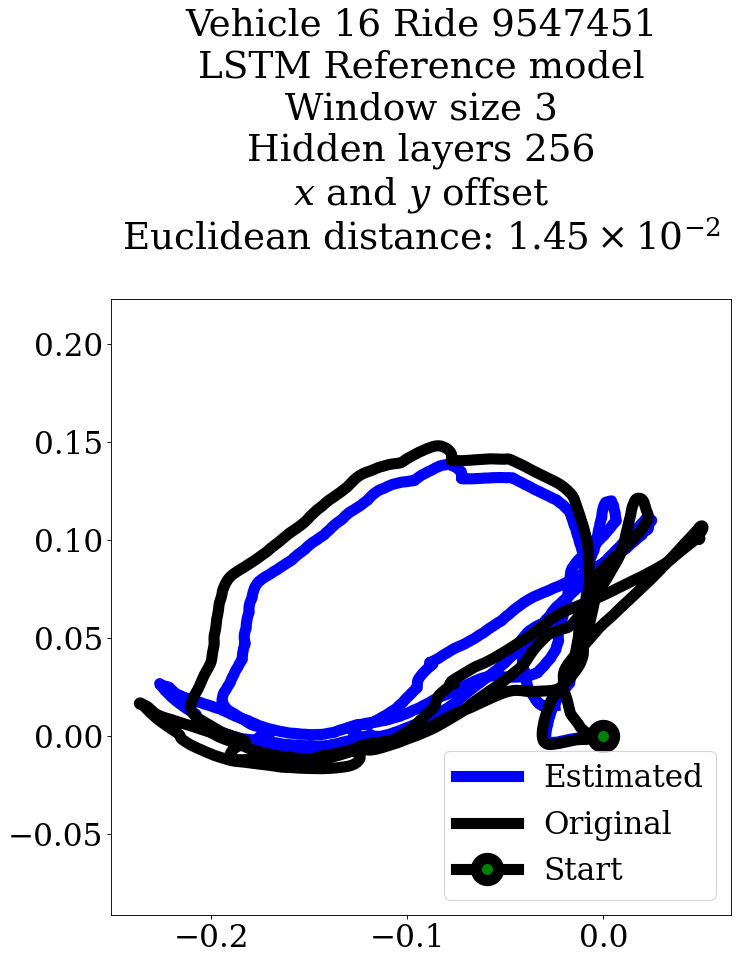 Vehicle 16 Ride 9547451
LSTM Reference model
Window size 3
Hidden layers 256
x and y offset
Euclidean distance: 1.45 × 10⁻²
0.20
0.15
0.10
0.05
0.00
−0.05
Estimated
Original
Start
−0.2
−0.1
0.0